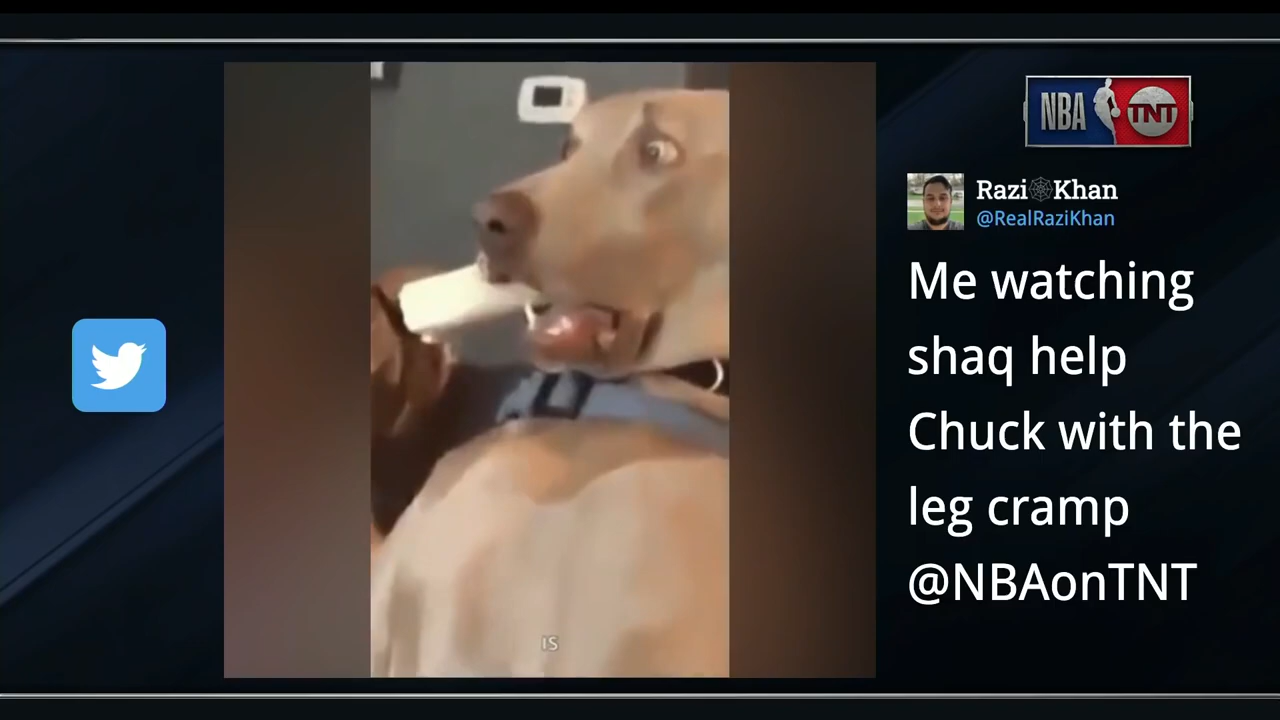 NBA TNT
Razi Khan
@RealRaziKhan
Me watching
shaq help
Chuck with the
leg cramp
@NBAonTNT
IS